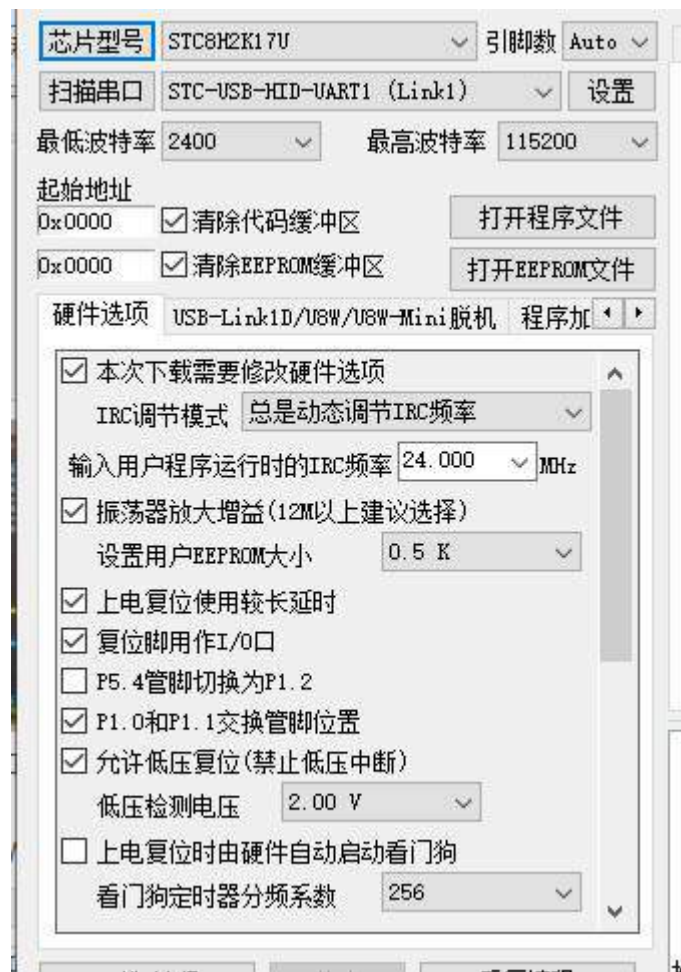 芯片型号 STC8H2K17U 引脚数 Auto
扫描串口 STC-USB-HID-UART1 (Link1) 设置
最低波特率 2400 最高波特率 115200
起始地址
0x0000 清除代码缓冲区 打开程序文件
0x0000 清除EEPROM缓冲区 打开EEPROM文件
硬件选项 USB-Link1D/U8W/U8W-Mini脱机 程序加
本次下载需要修改硬件选项
IRC调节模式 总是动态调节IRC频率
输入用户程序运行时的IRC频率 24.000 MHz
振荡器放大增益(12M以上建议选择)
设置用户EEPROM大小 0.5 K
上电复位使用较长延时
复位脚用作I/O口
P5.4管脚切换为P1.2
P1.0和P1.1交换管脚位置
允许低压复位(禁止低压中断)
低压检测电压 2.00 V
上电复位时由硬件自动启动看门狗
看门狗定时器分频系数 256